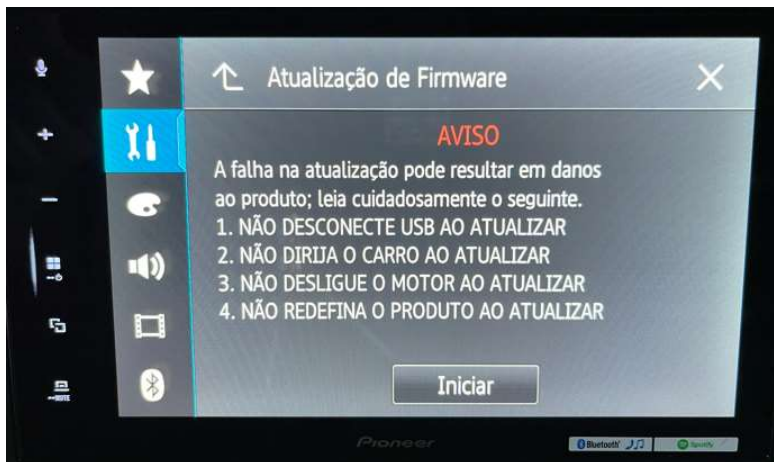 Atualização de Firmware
AVISO
A falha na atualização pode resultar em danos
ao produto; leia cuidadosamente o seguinte.
1. NÃO DESCONECTE USB AO ATUALIZAR
2. NÃO DIRIJA O CARRO AO ATUALIZAR
3. NÃO DESLIGUE O MOTOR AO ATUALIZAR
4. NÃO REDEFINA O PRODUTO AO ATUALIZAR
Iniciar
MUTE
Pioneer
Bluetooth
Spotify